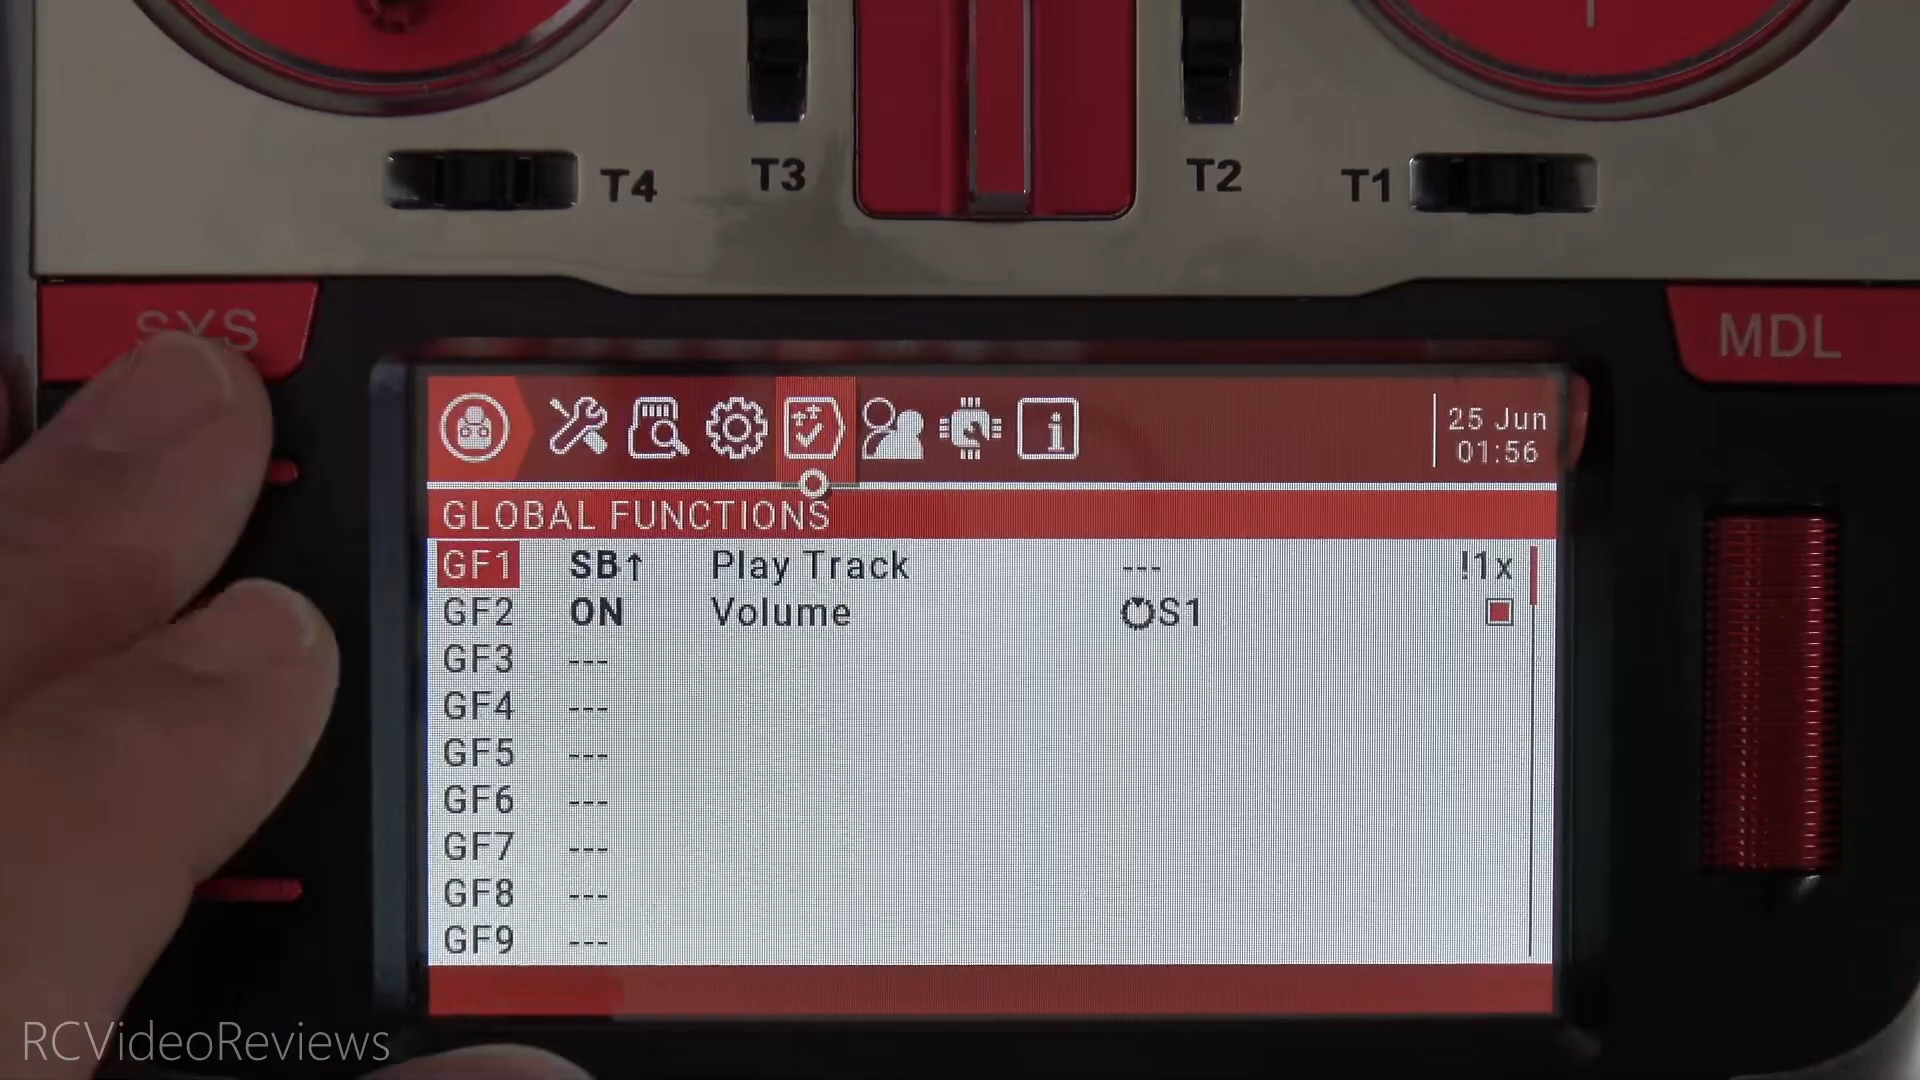 T4
T3
T2
T1
SYS
MDL
25 Jun
01:56
GLOBAL FUNCTIONS
GF1 SB↑ Play Track --- !1x
GF2 ON Volume S1
GF3 ---
GF4 ---
GF5 ---
GF6 ---
GF7 ---
GF8 ---
GF9 ---
RCVideoReviews